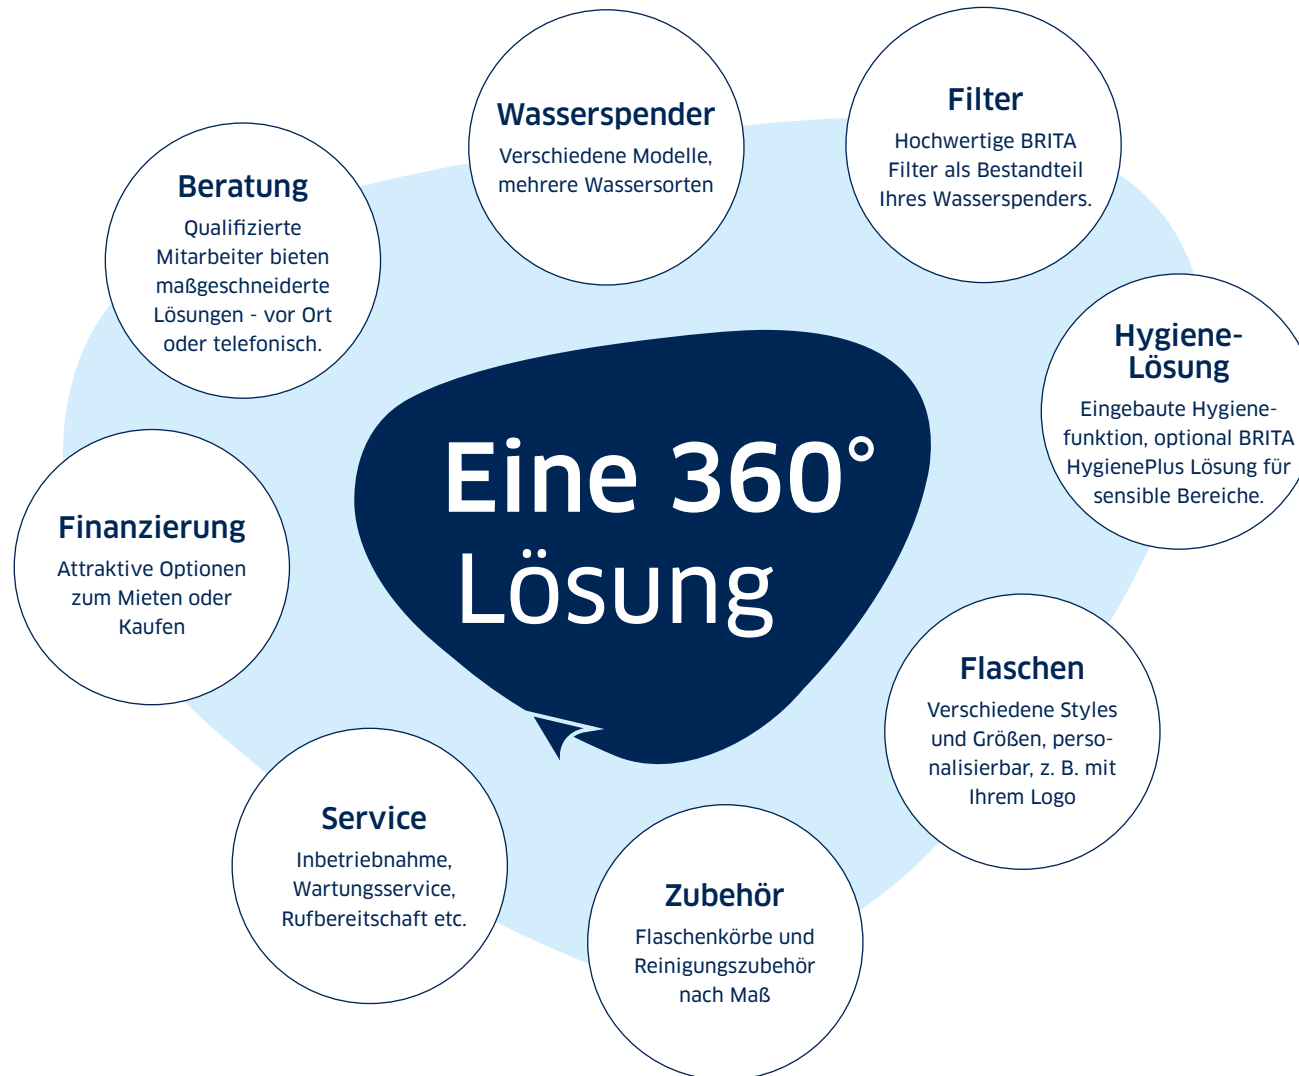 Wasserspender
Verschiedene Modelle,
mehrere Wassersorten
Filter
Hochwertige BRITA
Filter als Bestandteil
Ihres Wasserspenders.
Beratung
Qualifizierte
Mitarbeiter bieten
maßgeschneiderte
Lösungen - vor Ort
oder telefonisch.
Hygiene-
Lösung
Eingebaute Hygiene-
funktion, optional BRITA
HygienePlus Lösung für
sensible Bereiche.
Eine 360°
Lösung
Finanzierung
Attraktive Optionen
zum Mieten oder
Kaufen
Flaschen
Verschiedene Styles
und Größen, perso-
nalisierbar, z. B. mit
Ihrem Logo
Service
Inbetriebnahme,
Wartungsservice,
Rufbereitschaft etc.
Zubehör
Flaschenkörbe und
Reinigungszubehör
nach Maß